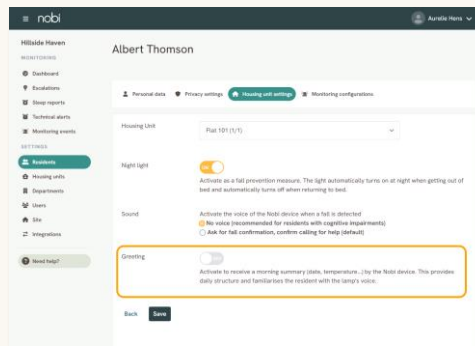 nobi
Aurelie Hens
Hillside Haven
MONITORING
Dashboard
Escalations
Sleep reports
Technical alerts
Monitoring events
SETTINGS
Residents
Housing units
Departments
Users
Site
Integrations
Need help?
Albert Thomson
Personal data
Privacy settings
Housing unit settings
Monitoring configurations
Housing Unit
Flat 101 (1/1)
Night light
ON
Activate as a fall prevention measure. The light automatically turns on at night when getting out of
bed and automatically turns off when returning to bed.
Sound
Activate the voice of the Nobi device when a fall is detected
No voice (recommended for residents with cognitive impairments)
Ask for fall confirmation, confirm calling for help (default)
Greeting
Activate to receive a morning summary (date, temperature...) by the Nobi device. This provides
daily structure and familiarises the resident with the lamp's voice.
Back
Save